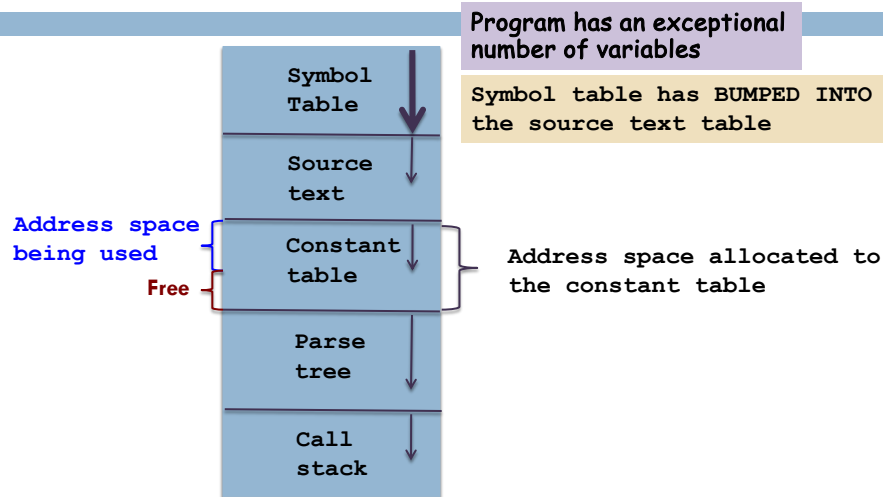 Program has an exceptional
number of variables
Symbol
Table
Symbol table has BUMPED INTO
the source text table
Source
text
Address space
being used
Constant
table
Address space allocated to
the constant table
Free
Parse
tree
Call
stack